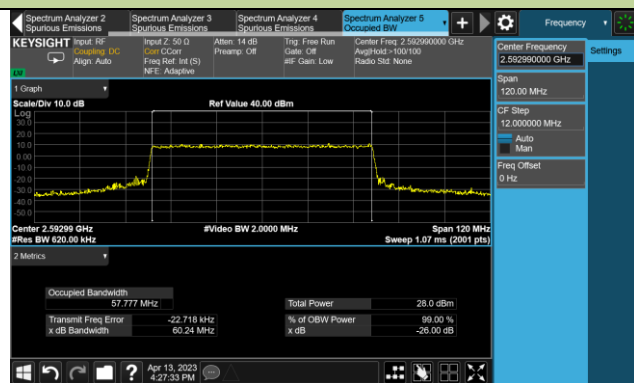 Spectrum Analyzer 2
Spurious Emissions
Spectrum Analyzer 3
Spurious Emissions
Spectrum Analyzer 4
Spurious Emissions
Spectrum Analyzer 5
Occupied BW
Frequency
KEYSIGHT
Input: RF
Coupling: DC
Align: Auto
Input Z: 50 Ω
Corr CCorr
Freq Ref: Int (S)
NFE: Adaptive
Atten: 14 dB
Preamp: Off
Trig: Free Run
Gate: Off
#IF Gain: Low
Center Freq: 2.592990000 GHz
Avg|Hold:>100/100
Radio Std: None
Center Frequency
2.592990000 GHz
Settings
Span
120.00 MHz
CF Step
12.000000 MHz
Auto
Man
Freq Offset
0 Hz
1 Graph
Scale/Div 10.0 dB
Ref Value 40.00 dBm
Log
30.0
20.0
10.0
0.00
-10.0
-20.0
-30.0
-40.0
-50.0
Center 2.59299 GHz
#Video BW 2.0000 MHz
Span 120 MHz
#Res BW 620.00 kHz
Sweep 1.07 ms (2001 pts)
2 Metrics
Occupied Bandwidth
57.777 MHz
Total Power
28.0 dBm
Transmit Freq Error
-22.718 kHz
% of OBW Power
99.00 %
x dB Bandwidth
60.24 MHz
x dB
-26.00 dB
Apr 13, 2023
4:27:33 PM